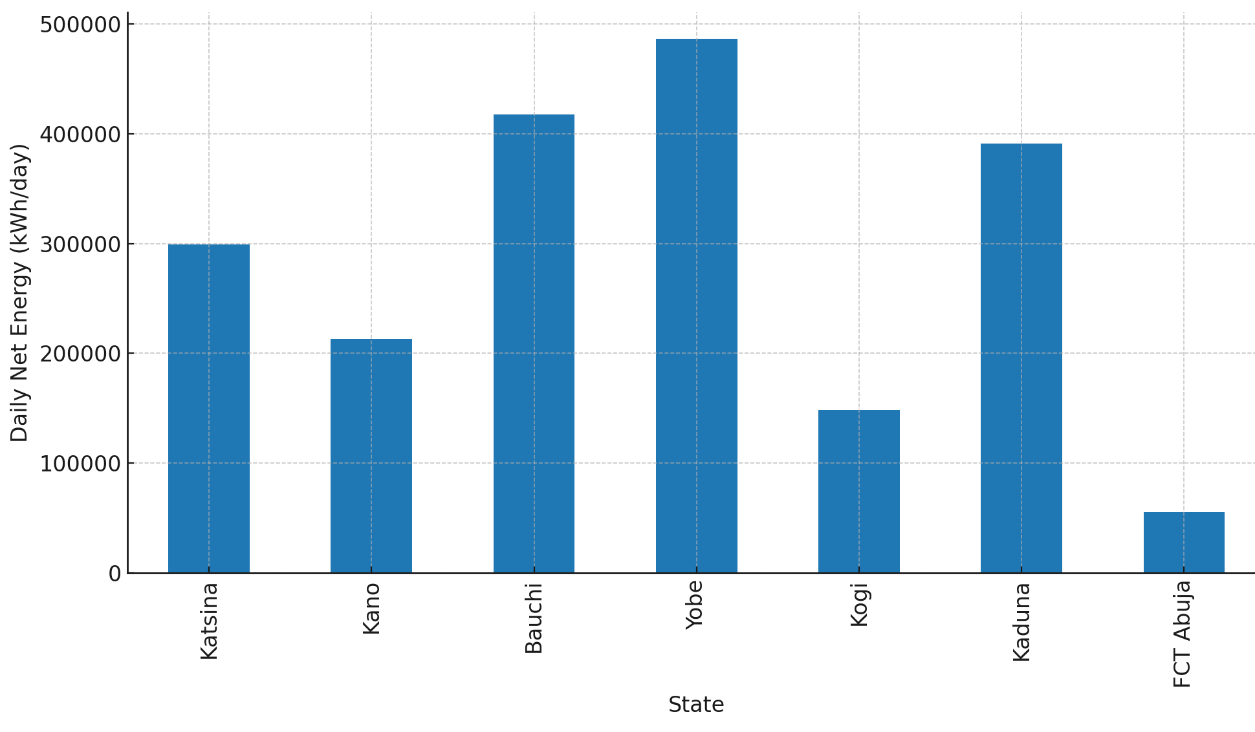 Daily Net Energy (kWh/day)
500000
400000
300000
200000
100000
0
Katsina
Kano
Bauchi
Yobe
Kogi
Kaduna
FCT Abuja
State